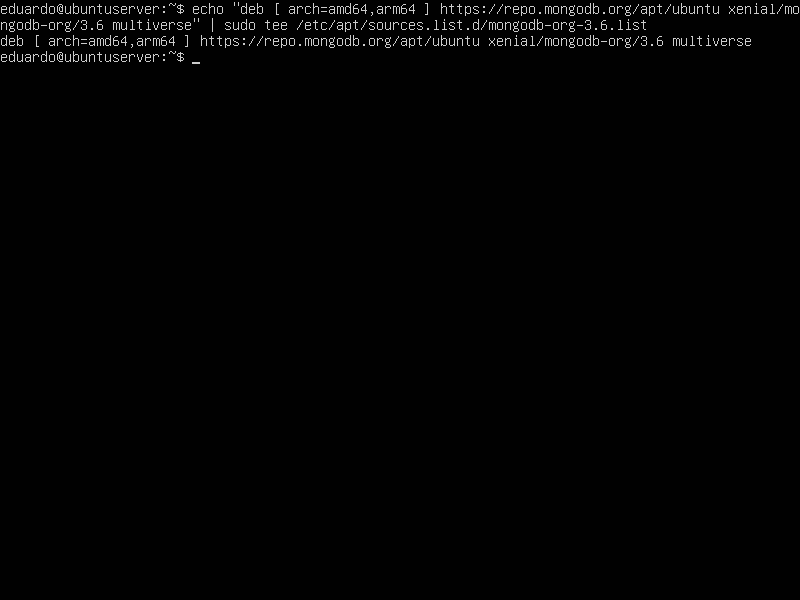 eduardo@ubuntuserver:~$ echo "deb [ arch=amd64,arm64 ] https://repo.mongodb.org/apt/ubuntu xenial/mo
ngodb-org/3.6 multiverse" | sudo tee /etc/apt/sources.list.d/mongodb-org-3.6.list
deb [ arch=amd64,arm64 ] https://repo.mongodb.org/apt/ubuntu xenial/mongodb-org/3.6 multiverse
eduardo@ubuntuserver:~$ _